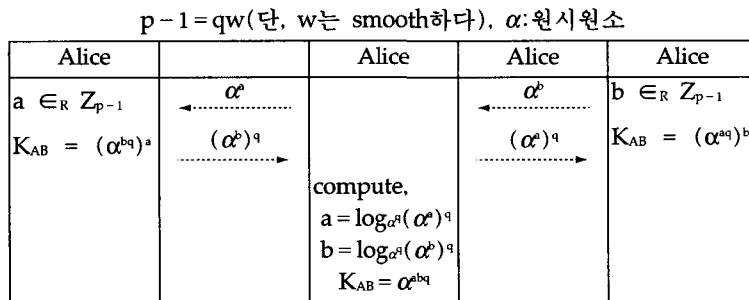 p − 1 = qw(단, w는 smooth하다), α:원시원소
Alice Alice Alice Alice
a ∈R Zp−1 αᵃ αᵇ b ∈R Zp−1
KAB = (αbq)ᵃ (αᵇ)q (αᵃ)q KAB = (αaq)ᵇ
compute,
a = logαq(αᵃ)q
b = logαq(αᵇ)q
KAB = αabq